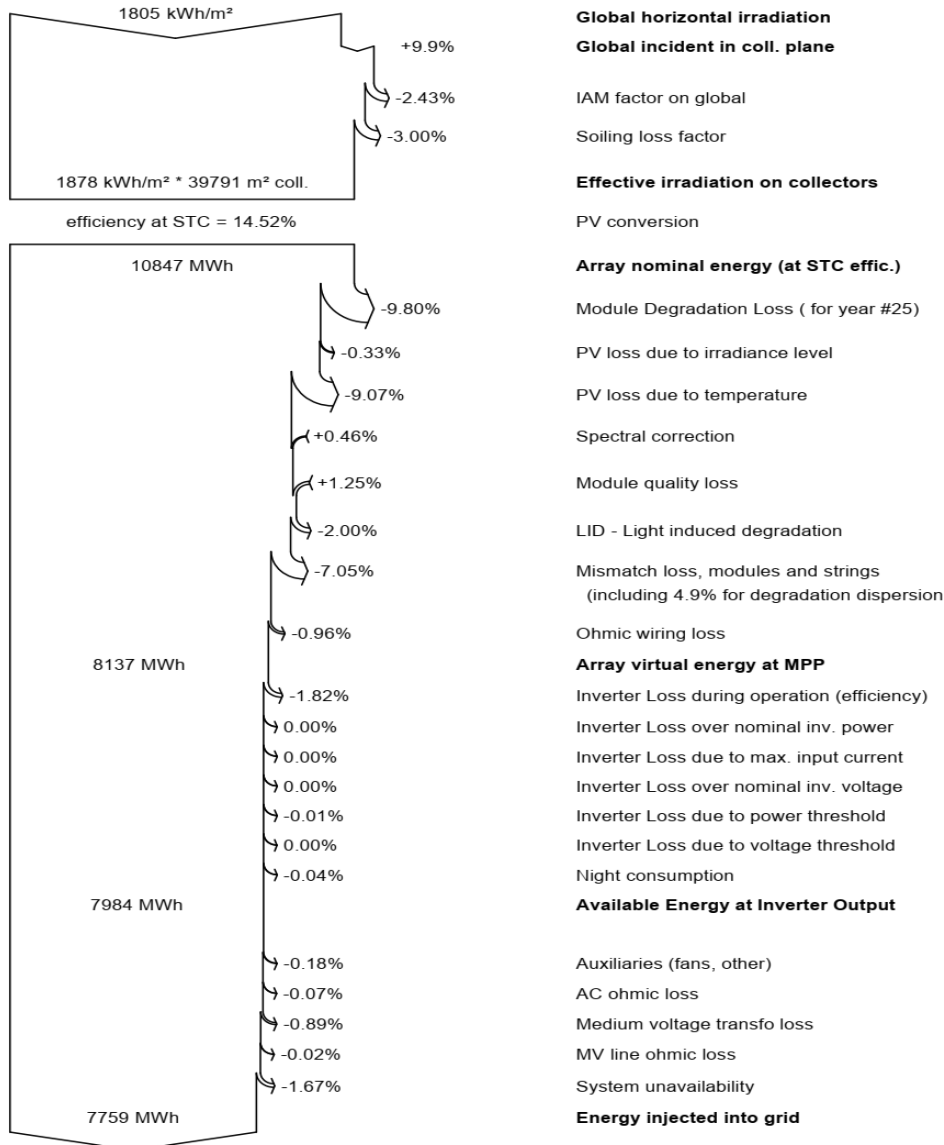 1805 kWh/m² Global horizontal irradiation
+9.9% Global incident in coll. plane
-2.43% IAM factor on global
-3.00% Soiling loss factor
1878 kWh/m² * 39791 m² coll. Effective irradiation on collectors
efficiency at STC = 14.52% PV conversion
10847 MWh Array nominal energy (at STC effic.)
-9.80% Module Degradation Loss ( for year #25)
-0.33% PV loss due to irradiance level
-9.07% PV loss due to temperature
+0.46% Spectral correction
+1.25% Module quality loss
-2.00% LID - Light induced degradation
-7.05% Mismatch loss, modules and strings
(including 4.9% for degradation dispersion
-0.96% Ohmic wiring loss
8137 MWh Array virtual energy at MPP
-1.82% Inverter Loss during operation (efficiency)
0.00% Inverter Loss over nominal inv. power
0.00% Inverter Loss due to max. input current
0.00% Inverter Loss over nominal inv. voltage
-0.01% Inverter Loss due to power threshold
0.00% Inverter Loss due to voltage threshold
-0.04% Night consumption
7984 MWh Available Energy at Inverter Output
-0.18% Auxiliaries (fans, other)
-0.07% AC ohmic loss
-0.89% Medium voltage transfo loss
-0.02% MV line ohmic loss
-1.67% System unavailability
7759 MWh Energy injected into grid